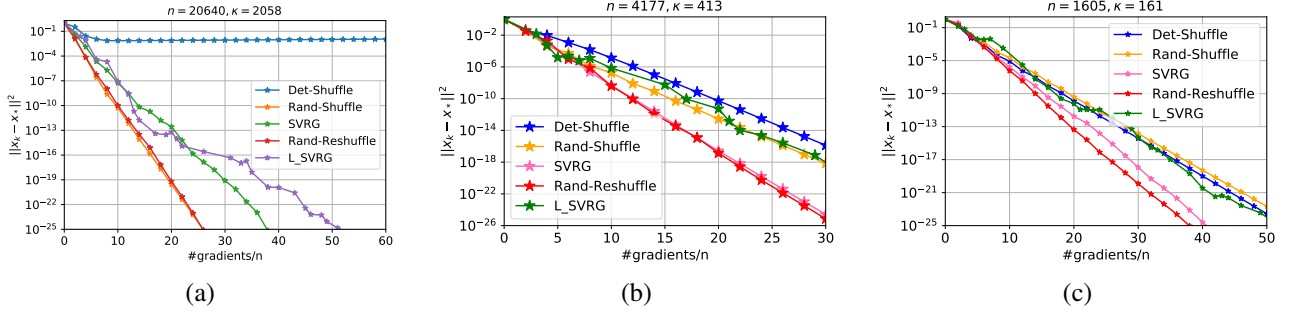 n = 20640, κ = 2058
||x_k − x_*||^2
10^−1
10^−4
10^−7
10^−10
10^−13
10^−16
10^−19
10^−22
10^−25
Det-Shuffle
Rand-Shuffle
SVRG
Rand-Reshuffle
L_SVRG
0 10 20 30 40 50 60
#gradients/n
(a)
n = 4177, κ = 413
||x_k − x_*||^2
10^−2
10^−6
10^−10
10^−14
10^−18
10^−22
10^−26
Det-Shuffle
Rand-Shuffle
SVRG
Rand-Reshuffle
L_SVRG
0 5 10 15 20 25 30
#gradients/n
(b)
n = 1605, κ = 161
||x_k − x_*||^2
10^−1
10^−5
10^−9
10^−13
10^−17
10^−21
10^−25
Det-Shuffle
Rand-Shuffle
SVRG
Rand-Reshuffle
L_SVRG
0 10 20 30 40 50
#gradients/n
(c)